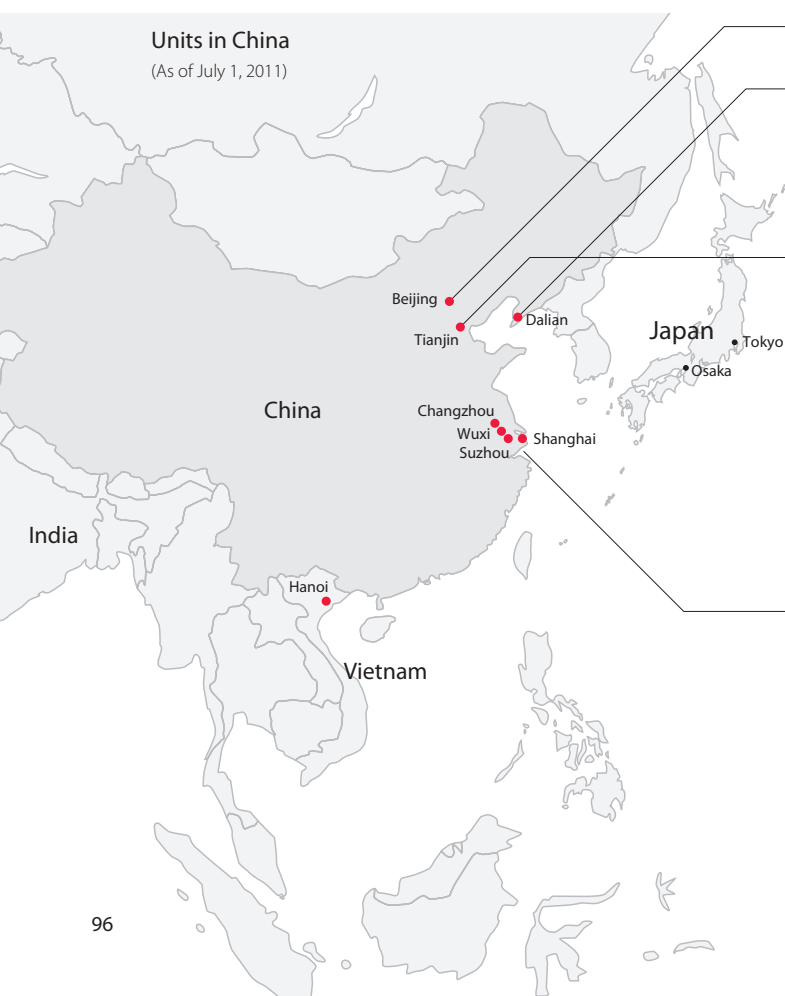 Units in China
(As of July 1, 2011)
Beijing
Tianjin
Dalian
Japan
Tokyo
Osaka
China
Changzhou
Wuxi
Suzhou
Shanghai
India
Hanoi
Vietnam
96